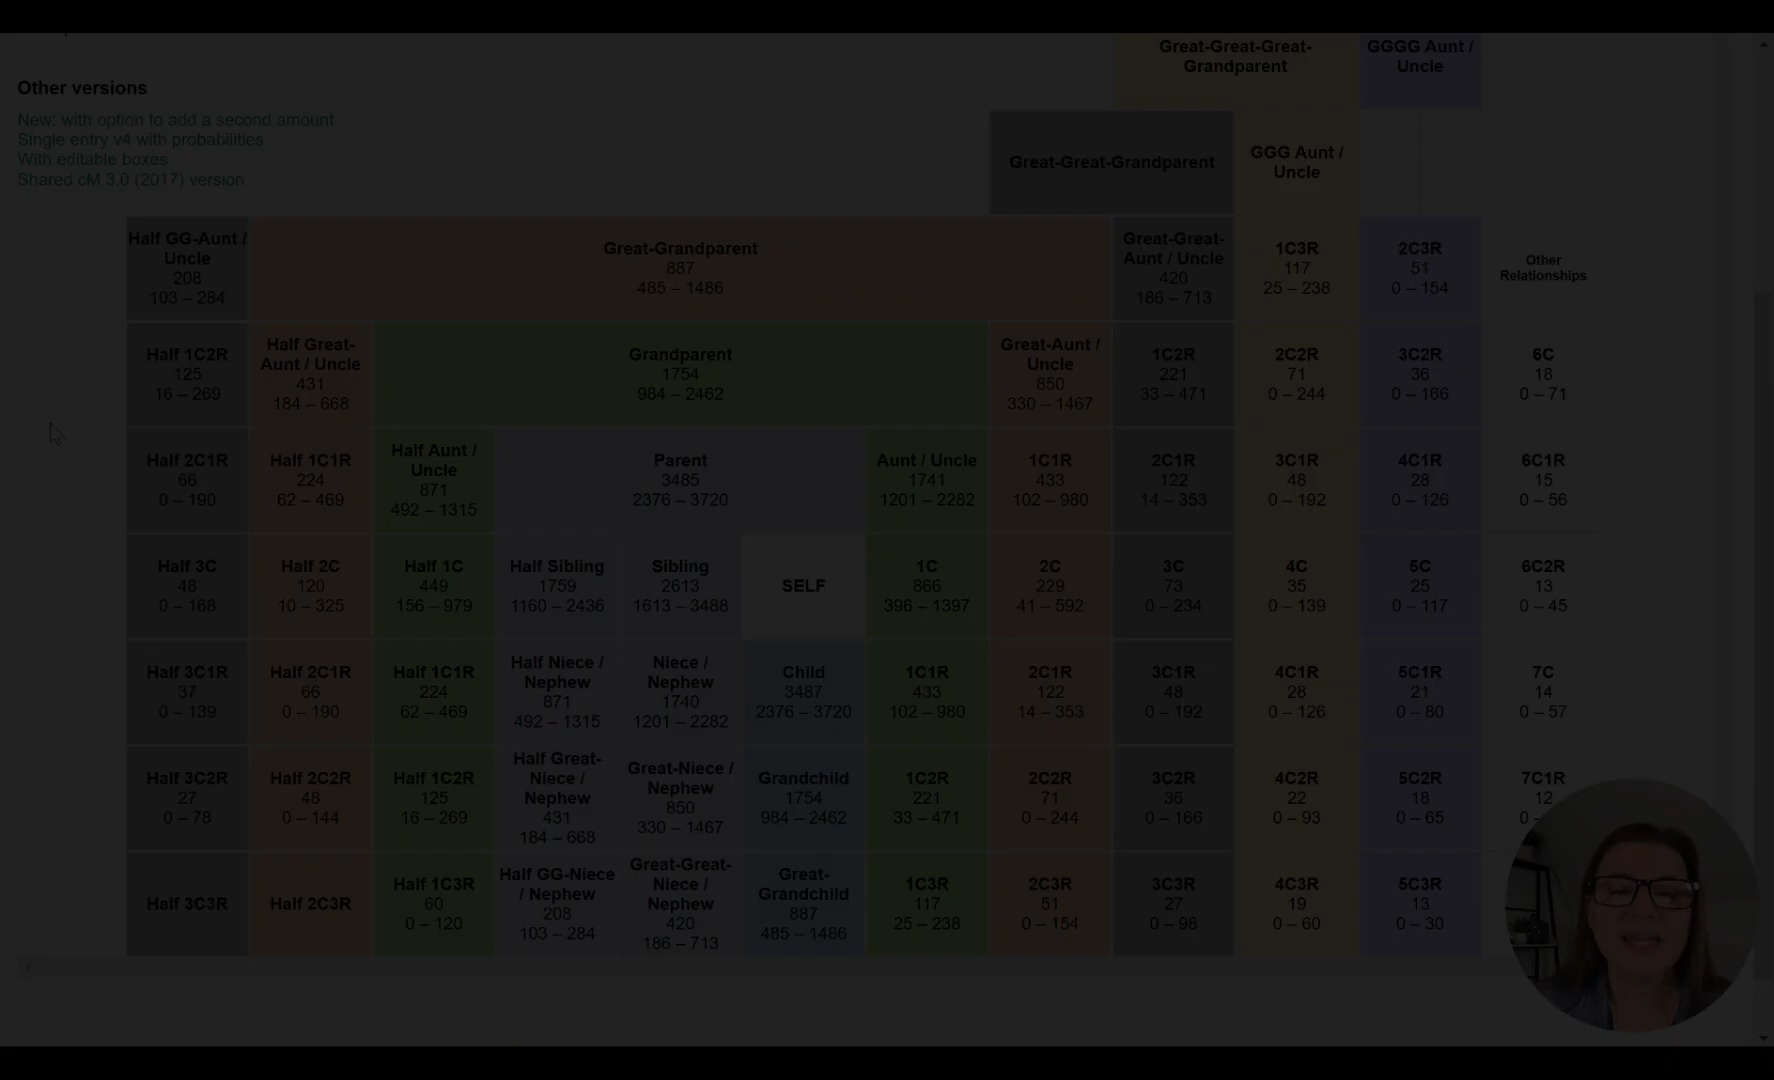 Great-Great-Great-
Grandparent
GGGG Aunt /
Uncle
Other versions
New: with option to add a second amount
Single entry v4 with probabilities
With editable boxes
Shared cM 3.0 (2017) version
Great-Great-Grandparent
GGG Aunt /
Uncle
Half GG-Aunt /
Uncle
208
103 – 284
Great-Grandparent
887
485 – 1486
Great-Great-
Aunt / Uncle
420
186 – 713
1C3R
117
25 – 238
2C3R
51
0 – 154
Other
Relationships
Half 1C2R
125
16 – 269
Half Great-
Aunt / Uncle
431
184 – 668
Grandparent
1754
984 – 2462
Great-Aunt /
Uncle
850
330 – 1467
1C2R
221
33 – 471
2C2R
71
0 – 244
3C2R
36
0 – 166
6C
18
0 – 71
Half 2C1R
66
0 – 190
Half 1C1R
224
62 – 469
Half Aunt /
Uncle
871
492 – 1315
Parent
3485
2376 – 3720
Aunt / Uncle
1741
1201 – 2282
1C1R
433
102 – 980
2C1R
122
14 – 353
3C1R
48
0 – 192
4C1R
28
0 – 126
6C1R
15
0 – 56
Half 3C
48
0 – 168
Half 2C
120
10 – 325
Half 1C
449
156 – 979
Half Sibling
1759
1160 – 2436
Sibling
2613
1613 – 3488
SELF
1C
866
396 – 1397
2C
229
41 – 592
3C
73
0 – 234
4C
35
0 – 139
5C
25
0 – 117
6C2R
13
0 – 45
Half 3C1R
37
0 – 139
Half 2C1R
66
0 – 190
Half 1C1R
224
62 – 469
Half Niece /
Nephew
871
492 – 1315
Niece /
Nephew
1740
1201 – 2282
Child
3487
2376 – 3720
1C1R
433
102 – 980
2C1R
122
14 – 353
3C1R
48
0 – 192
4C1R
28
0 – 126
5C1R
21
0 – 80
7C
14
0 – 57
Half 3C2R
27
0 – 78
Half 2C2R
48
0 – 144
Half 1C2R
125
16 – 269
Half Great-
Niece /
Nephew
431
184 – 668
Great-Niece /
Nephew
850
330 – 1467
Grandchild
1754
984 – 2462
1C2R
221
33 – 471
2C2R
71
0 – 244
3C2R
36
0 – 166
4C2R
22
0 – 93
5C2R
18
0 – 65
7C1R
12
0 –
Half 3C3R
Half 2C3R
Half 1C3R
60
0 – 120
Half GG-Niece
/ Nephew
208
103 – 284
Great-Great-
Niece /
Nephew
420
186 – 713
Great-
Grandchild
887
485 – 1486
1C3R
117
25 – 238
2C3R
51
0 – 154
3C3R
27
0 – 98
4C3R
19
0 – 60
5C3R
13
0 – 30